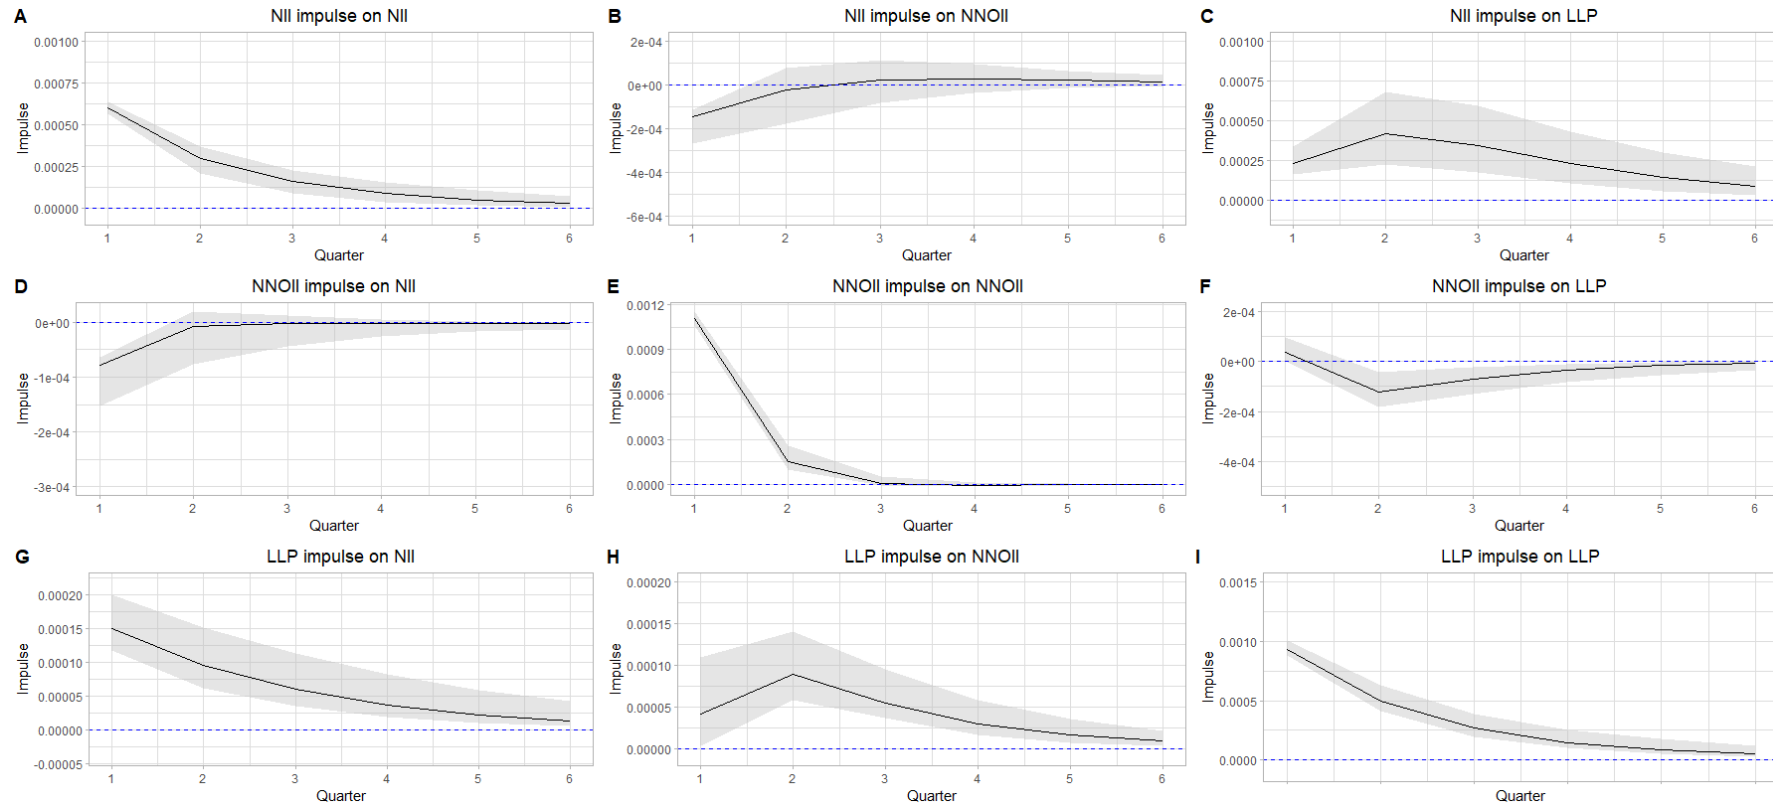 A
NII impulse on NII
0.00100
0.00075
0.00050
0.00025
0.00000
Impulse
1 2 3 4 5 6
Quarter
B
NII impulse on NNOII
2e-04
0e+00
-2e-04
-4e-04
-6e-04
Impulse
1 2 3 4 5 6
Quarter
C
NII impulse on LLP
0.00100
0.00075
0.00050
0.00025
0.00000
Impulse
1 2 3 4 5 6
Quarter
D
NNOII impulse on NII
0e+00
-1e-04
-2e-04
-3e-04
Impulse
1 2 3 4 5 6
Quarter
E
NNOII impulse on NNOII
0.0012
0.0009
0.0006
0.0003
0.0000
Impulse
1 2 3 4 5 6
Quarter
F
NNOII impulse on LLP
2e-04
0e+00
-2e-04
-4e-04
Impulse
1 2 3 4 5 6
Quarter
G
LLP impulse on NII
0.00020
0.00015
0.00010
0.00005
0.00000
-0.00005
Impulse
1 2 3 4 5 6
Quarter
H
LLP impulse on NNOII
0.00020
0.00015
0.00010
0.00005
0.00000
Impulse
1 2 3 4 5 6
Quarter
I
LLP impulse on LLP
0.0015
0.0010
0.0005
0.0000
Impulse
Quarter